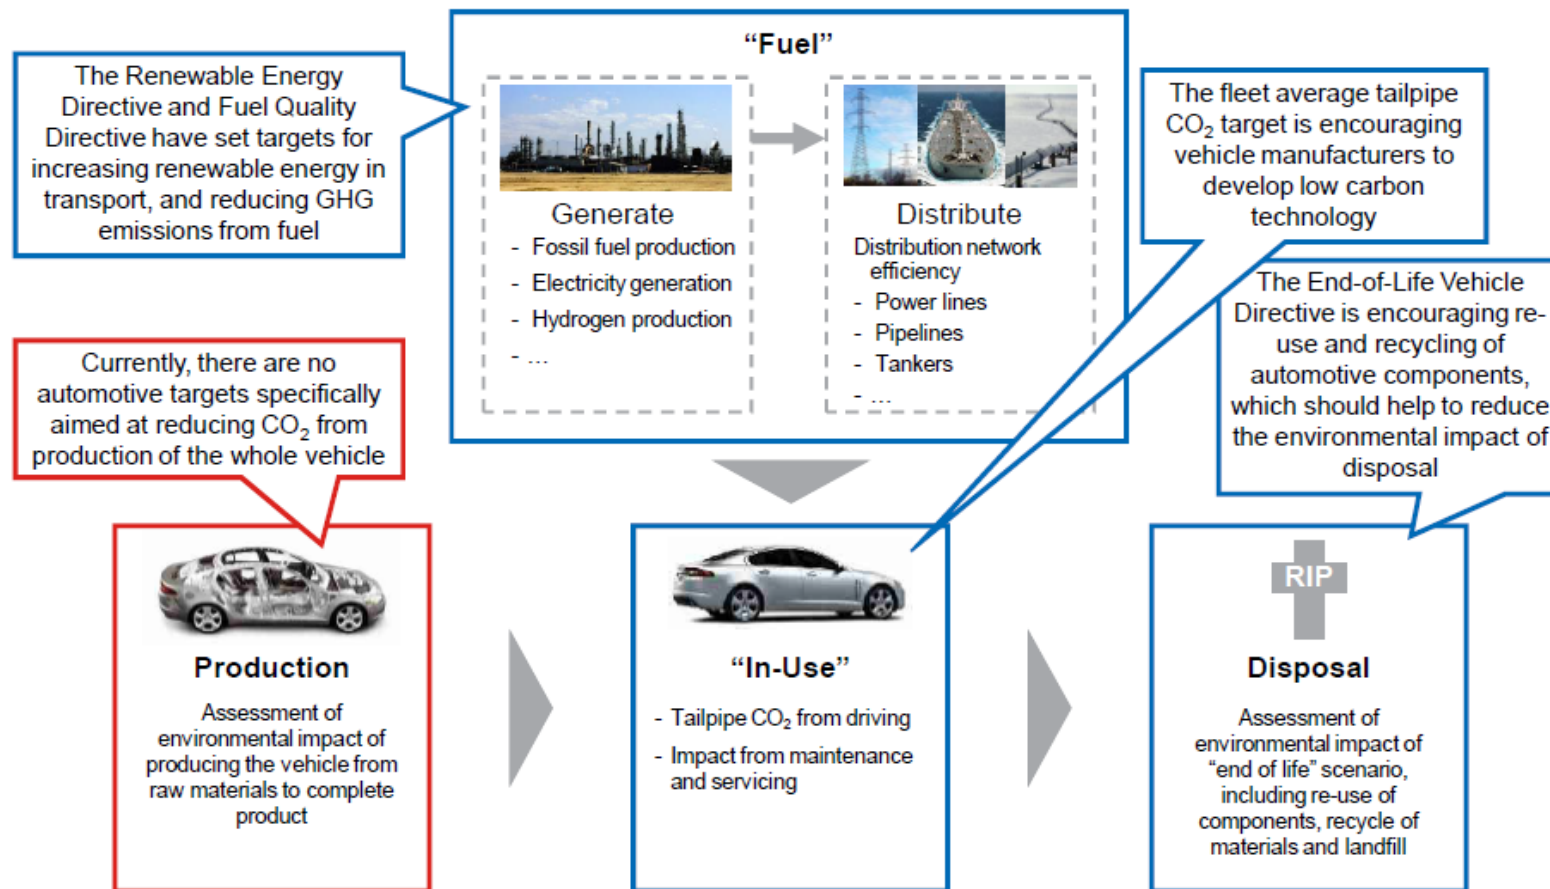 “Fuel”
The Renewable Energy
Directive and Fuel Quality
Directive have set targets for
increasing renewable energy in
transport, and reducing GHG
emissions from fuel
Generate
- Fossil fuel production
- Electricity generation
- Hydrogen production
- ...
Distribute
Distribution network
efficiency
- Power lines
- Pipelines
- Tankers
- ...
The fleet average tailpipe
CO₂ target is encouraging
vehicle manufacturers to
develop low carbon
technology
The End-of-Life Vehicle
Directive is encouraging re-
use and recycling of
automotive components,
which should help to reduce
the environmental impact of
disposal
Currently, there are no
automotive targets specifically
aimed at reducing CO₂ from
production of the whole vehicle
Production
Assessment of
environmental impact of
producing the vehicle from
raw materials to complete
product
“In-Use”
- Tailpipe CO₂ from driving
- Impact from maintenance
and servicing
RIP
Disposal
Assessment of
environmental impact of
“end of life” scenario,
including re-use of
components, recycle of
materials and landfill